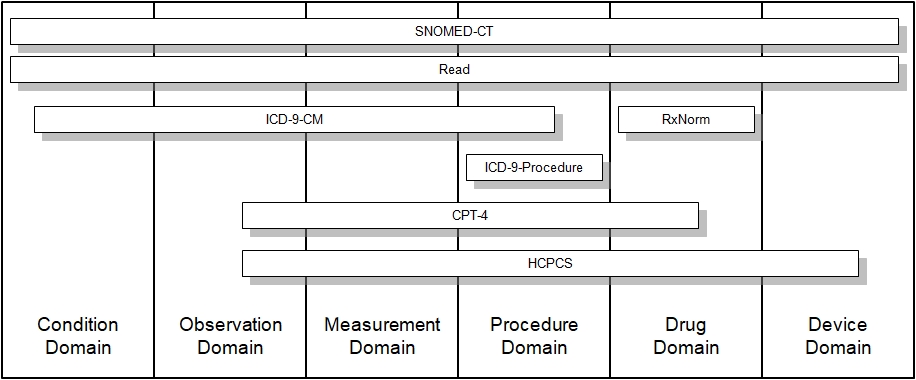 SNOMED-CT
Read
ICD-9-CM
RxNorm
ICD-9-Procedure
CPT-4
HCPCS
Condition
Domain
Observation
Domain
Measurement
Domain
Procedure
Domain
Drug
Domain
Device
Domain